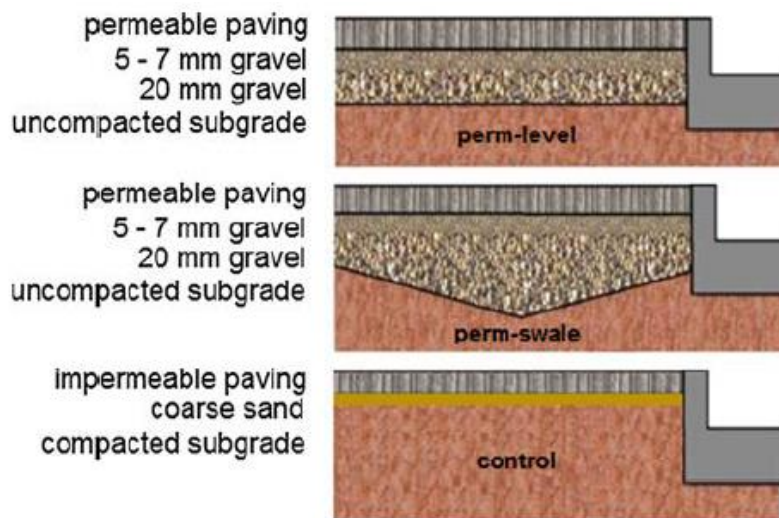 permeable paving
5 - 7 mm gravel
20 mm gravel
uncompacted subgrade
perm-level
permeable paving
5 - 7 mm gravel
20 mm gravel
uncompacted subgrade
perm-swale
impermeable paving
coarse sand
compacted subgrade
control